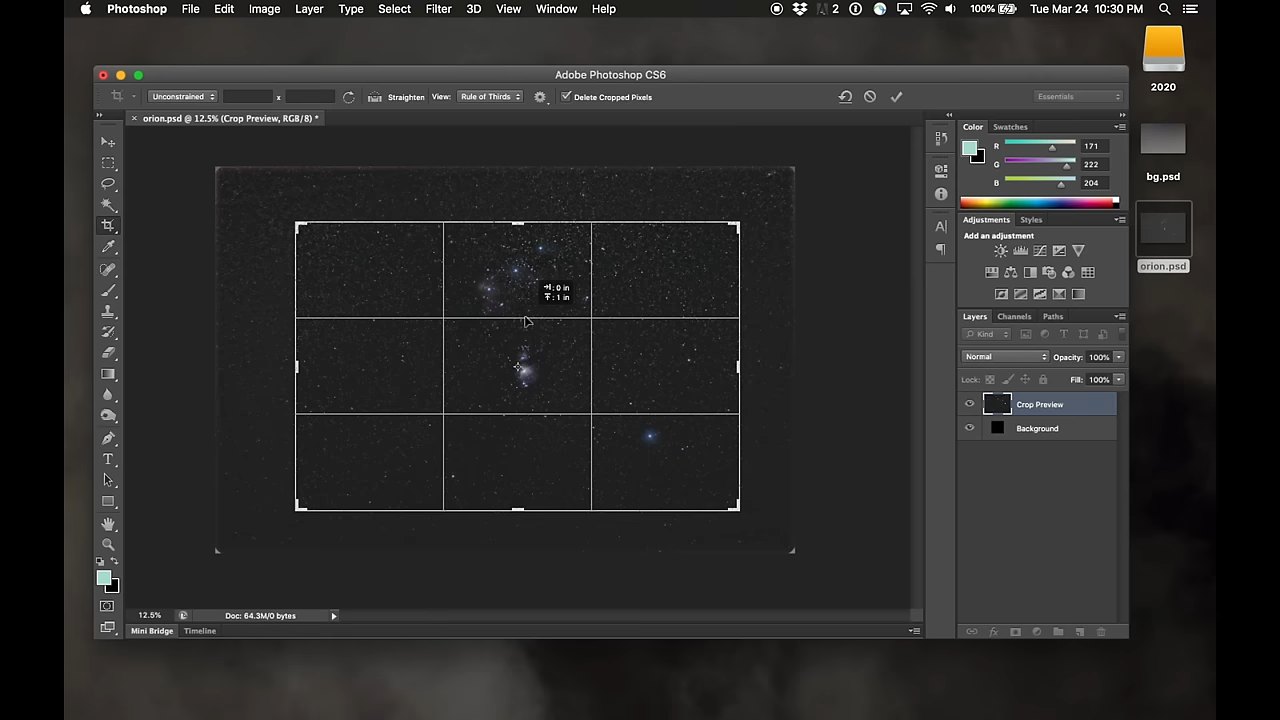 Photoshop File Edit Image Layer Type Select Filter 3D View Window Help 2 100% Tue Mar 24 10:30 PM
2020
Adobe Photoshop CS6
Unconstrained x Straighten View: Rule of Thirds Delete Cropped Pixels Essentials
× orion.psd @ 12.5% (Crop Preview, RGB/8) *
Color Swatches
R 171
G 222
B 204
bg.psd
Adjustments Styles
Add an adjustment
orion.psd
: 0 in
: 1 in
Layers Channels Paths
Kind
Normal Opacity: 100%
Lock: Fill: 100%
Crop Preview
Background
12.5% Doc: 64.3M/0 bytes
Mini Bridge Timeline